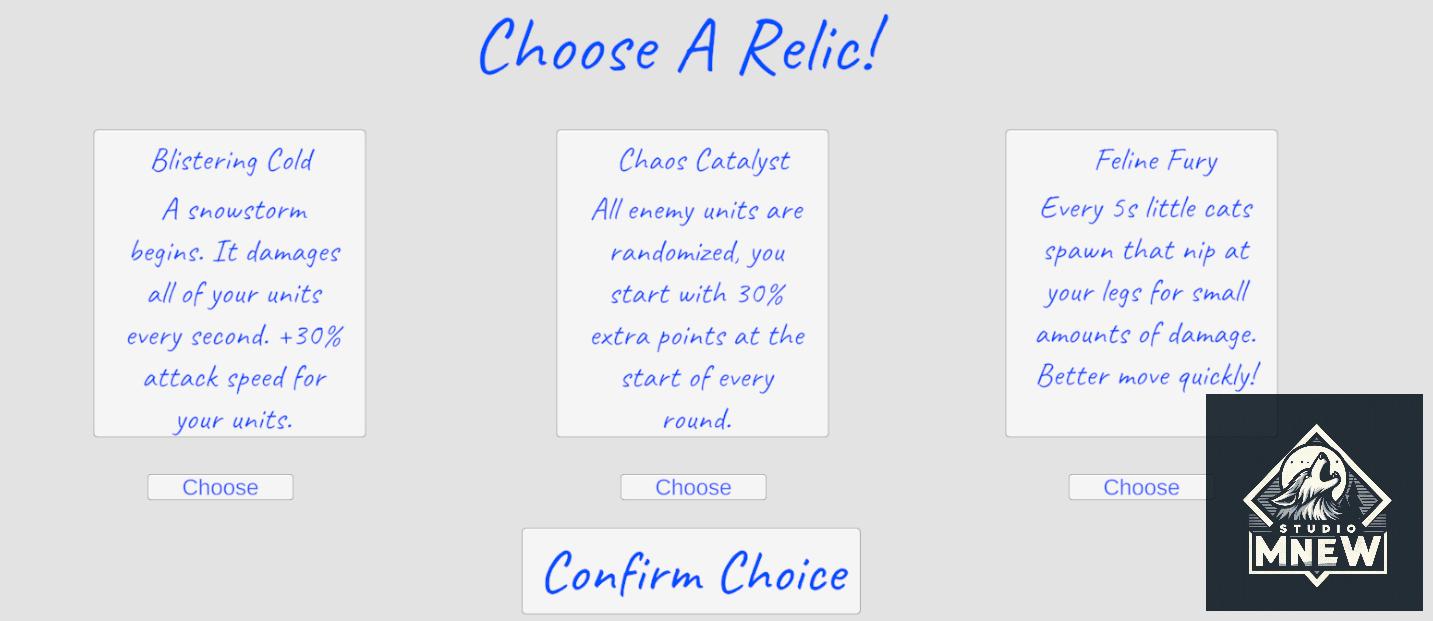 Choose A Relic!
Blistering Cold
A snowstorm
begins. It damages
all of your units
every second. +30%
attack speed for
your units.
Choose
Chaos Catalyst
All enemy units are
randomized, you
start with 30%
extra points at the
start of every
round.
Choose
Feline Fury
Every 5s little cats
spawn that nip at
your legs for small
amounts of damage.
Better move quickly!
Choose
Confirm Choice
STUDIO
MNEW